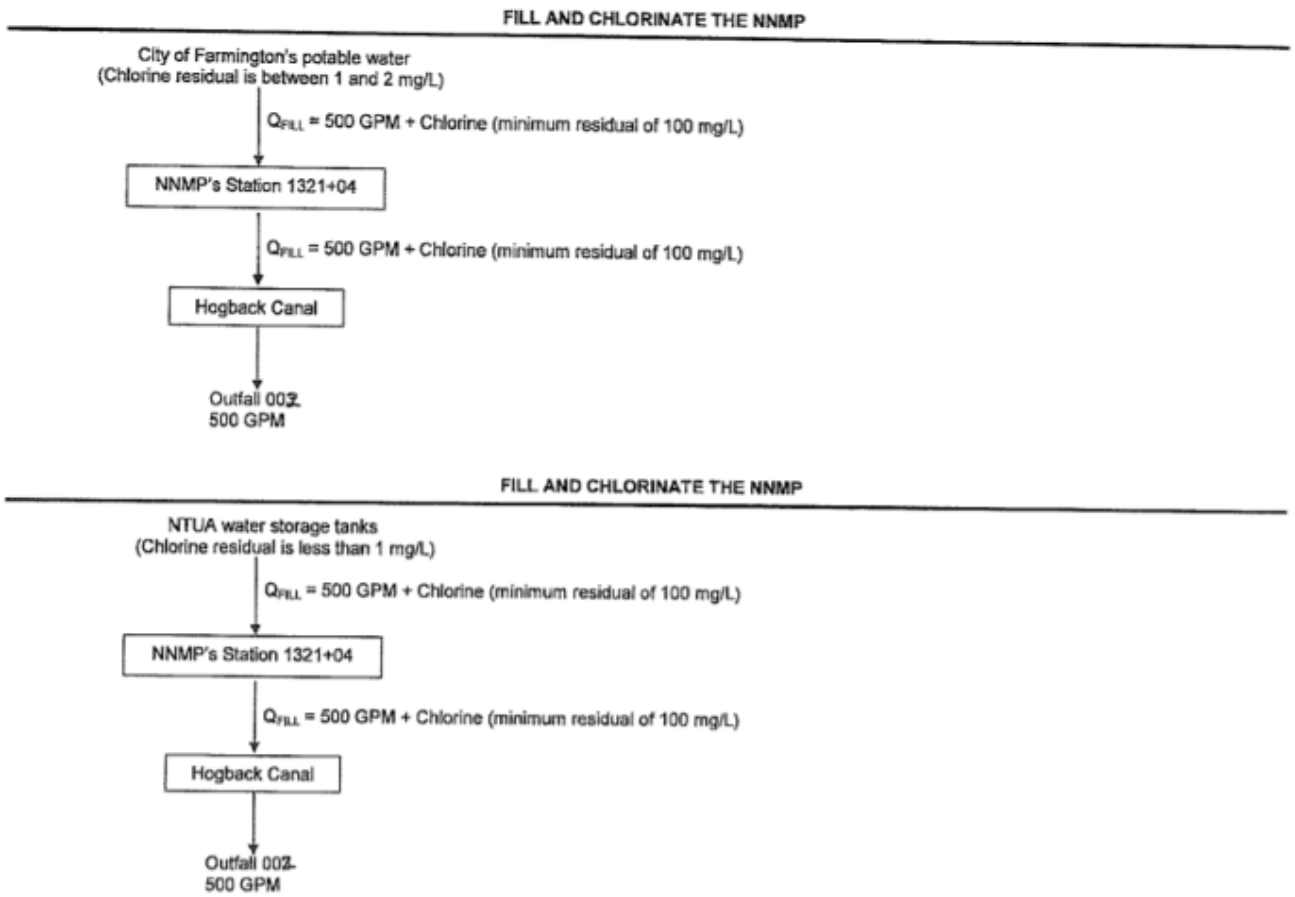 FILL AND CHLORINATE THE NNMP
City of Farmington's potable water
(Chlorine residual is between 1 and 2 mg/L)
QFILL = 500 GPM + Chlorine (minimum residual of 100 mg/L)
NNMP's Station 1321+04
QFILL = 500 GPM + Chlorine (minimum residual of 100 mg/L)
Hogback Canal
Outfall 002
500 GPM
FILL AND CHLORINATE THE NNMP
NTUA water storage tanks
(Chlorine residual is less than 1 mg/L)
QFILL = 500 GPM + Chlorine (minimum residual of 100 mg/L)
NNMP's Station 1321+04
QFILL = 500 GPM + Chlorine (minimum residual of 100 mg/L)
Hogback Canal
Outfall 002
500 GPM